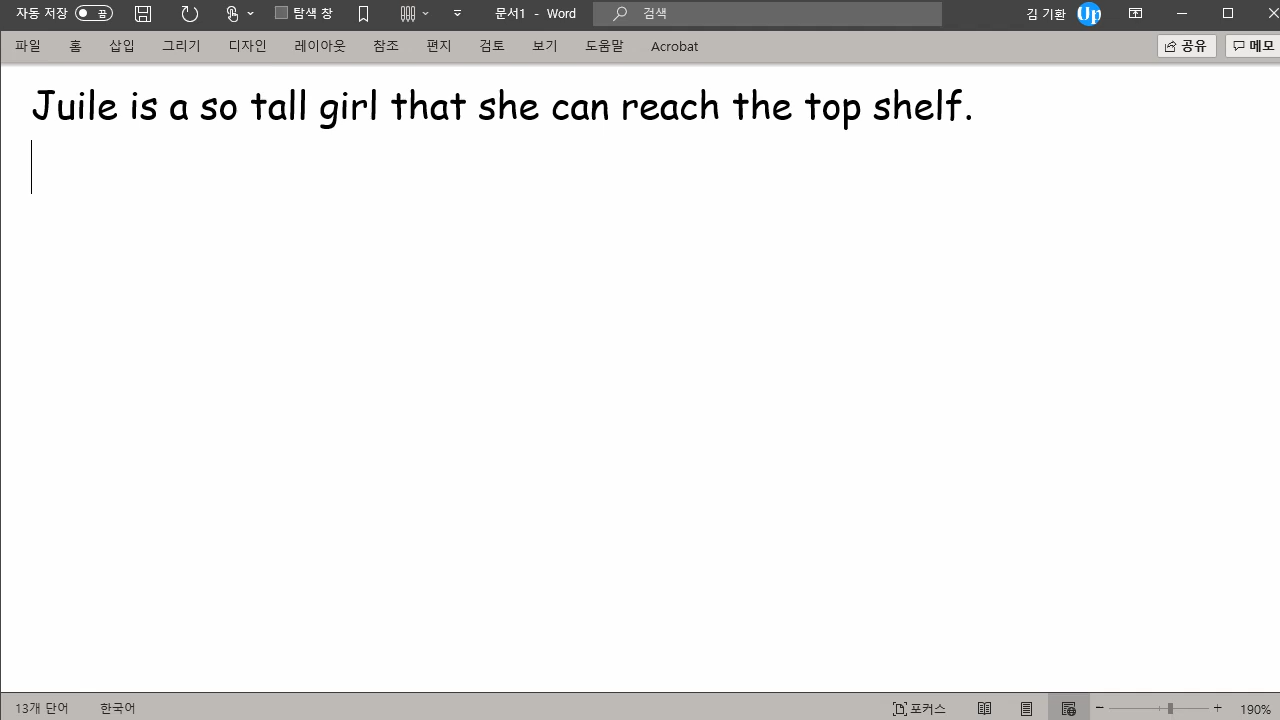 자동 저장 끔 탐색 창 문서1 - Word 검색 김 기환 Up
파일 홈 삽입 그리기 디자인 레이아웃 참조 편지 검토 보기 도움말 Acrobat 공유 메모
Juile is a so tall girl that she can reach the top shelf.
13개 단어 한국어 포커스 190%